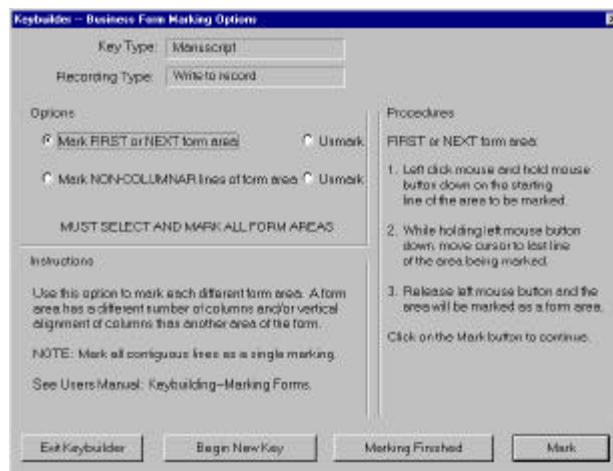 Keybuilder -- Business Form Marking Options
Key Type: Manuscript
Recording Type: Write to record
Options
Mark FIRST or NEXT form area Unmark
Mark NON-COLUMNAR lines of form area Unmark
MUST SELECT AND MARK ALL FORM AREAS
Instructions
Use this option to mark each different form area. A form
area has a different number of columns and/or vertical
alignment of columns than another area of the form.
NOTE: Mark all contiguous lines as a single marking.
See Users Manual: Keybuilding--Marking Forms.
Procedures
FIRST or NEXT form area:
1. Left click mouse and hold mouse
button down on the starting
line of the area to be marked.
2. While holding left mouse button
down, move cursor to last line
of the area being marked.
3. Release left mouse button and the
area will be marked as a form area.
Click on the Mark button to continue.
Exit Keybuilder Begin New Key Marking Finished Mark